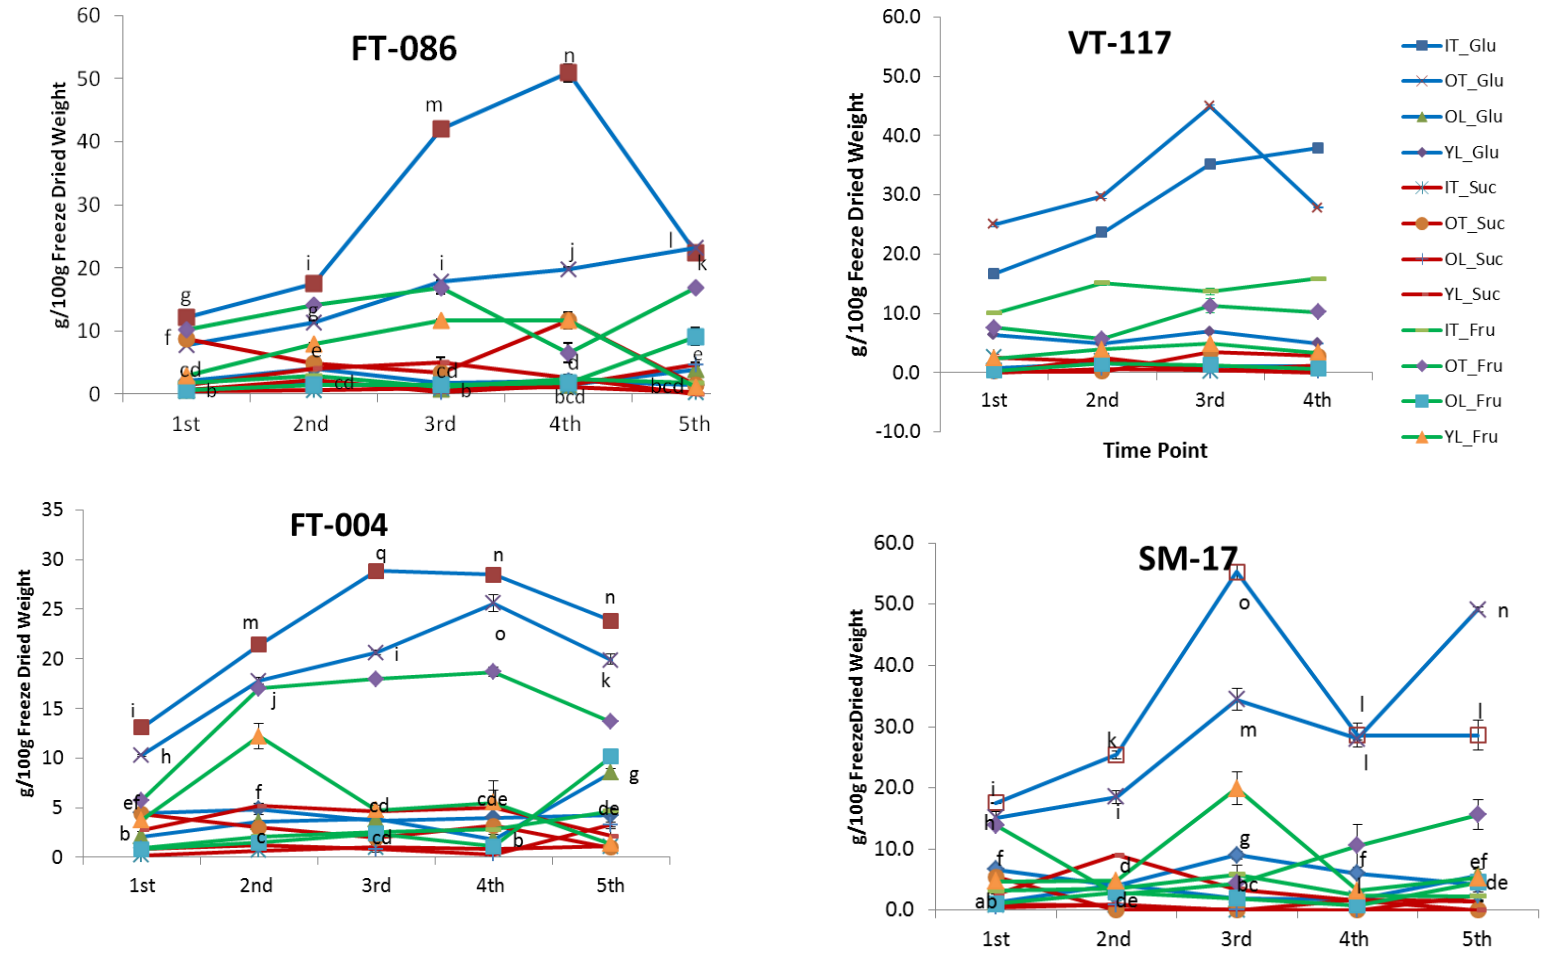 FT-086
g/100g Freeze Dried Weight
60
50
40
30
20
10
0
1st 2nd 3rd 4th 5th
g
f
cd
b
i
g
e
cd
m
i
cd
b
n
j
d
bcd
l
k
e
bcd
VT-117
g/100g Feeze Dried Weight
60.0
50.0
40.0
30.0
20.0
10.0
0.0
-10.0
1st 2nd 3rd 4th
Time Point
IT_Glu
OT_Glu
OL_Glu
YL_Glu
IT_Suc
OT_Suc
OL_Suc
YL_Suc
IT_Fru
OT_Fru
OL_Fru
YL_Fru
FT-004
g/100g Freeze Dried Weight
35
30
25
20
15
10
5
0
1st 2nd 3rd 4th 5th
i
h
ef
b
m
j
f
c
q
i
cd
cd
n
o
cde
b
n
k
g
de
SM-17
g/100g FreezeDried Weight
60.0
50.0
40.0
30.0
20.0
10.0
0.0
1st 2nd 3rd 4th 5th
i
h
f
ab
k
i
d
de
o
m
g
bc
l
l
f
n
l
ef
de